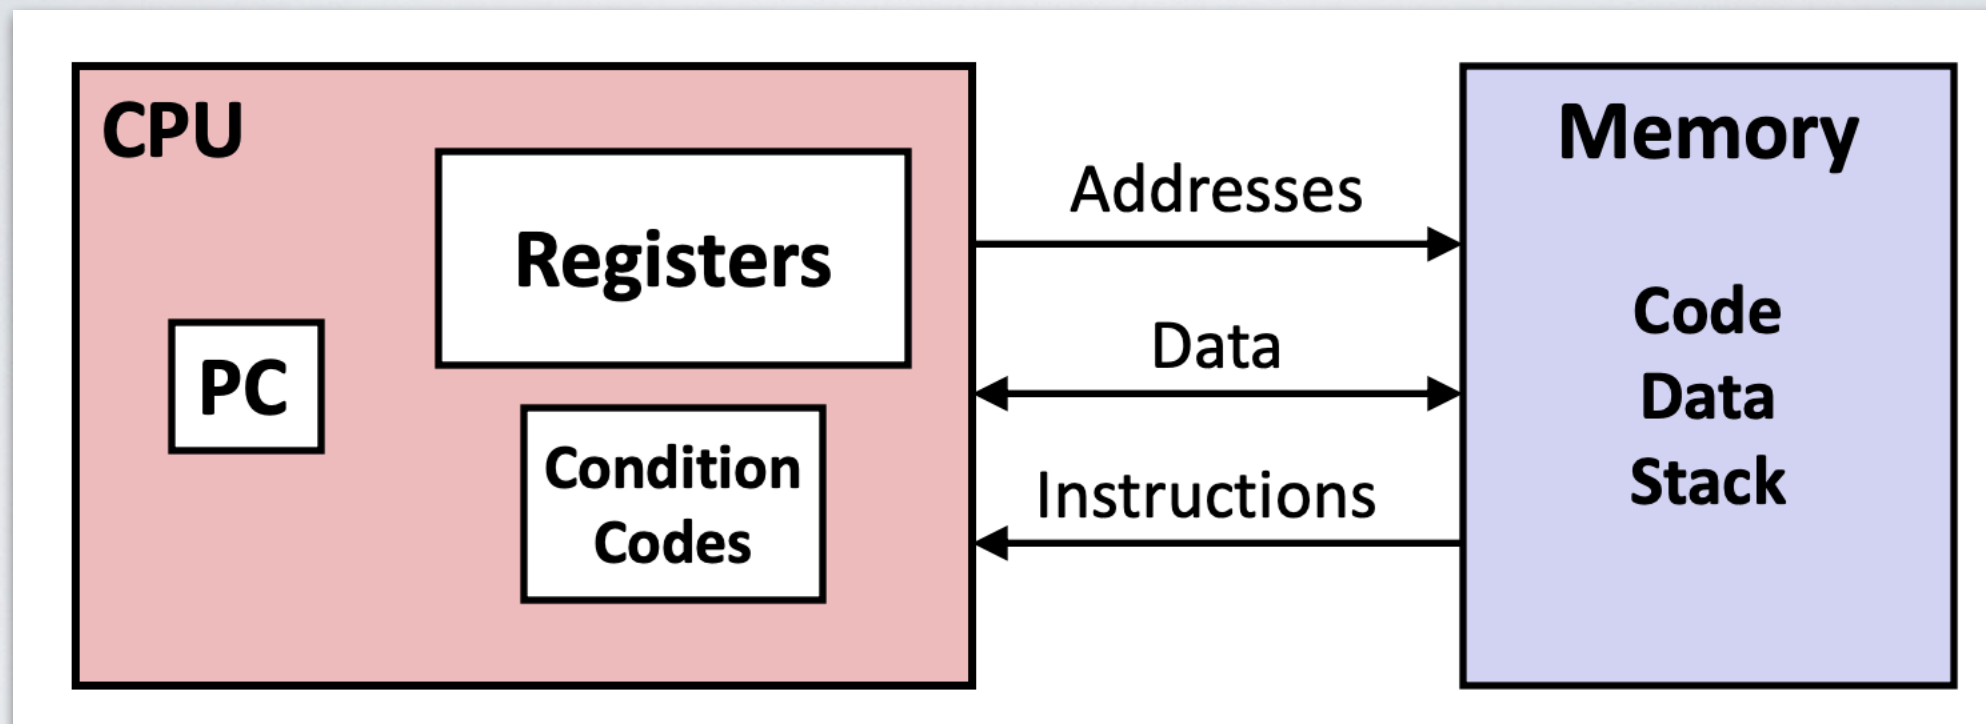 CPU
Registers
PC
Condition
Codes
Addresses
Data
Instructions
Memory
Code
Data
Stack